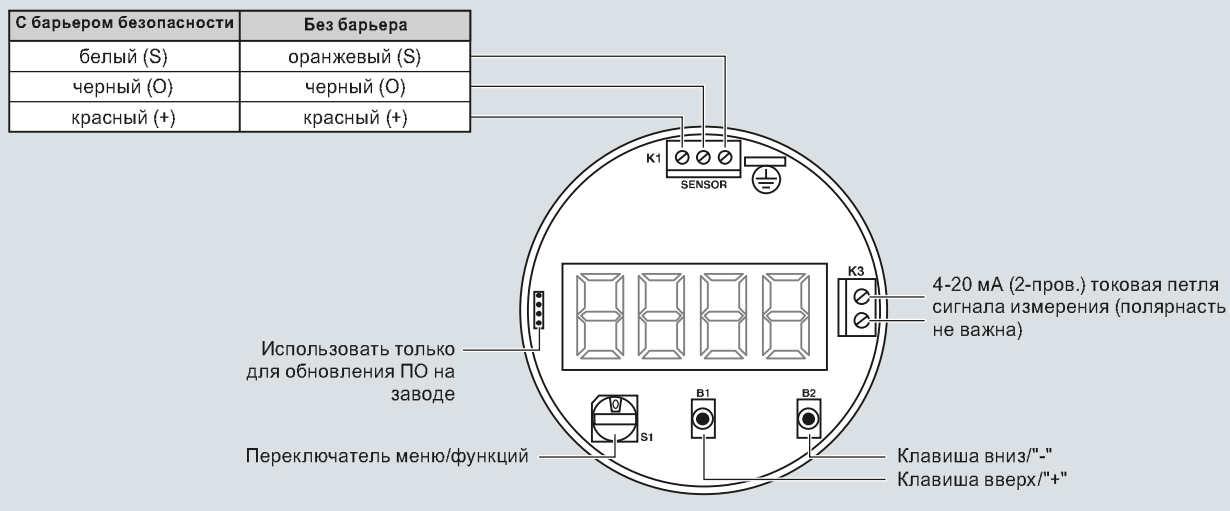 С барьером безопасности Без барьера
белый (S) оранжевый (S)
черный (O) черный (O)
красный (+) красный (+)
K1
SENSOR
K3
4-20 мА (2-пров.) токовая петля
сигнала измерения (полярнасть
не важна)
Использовать только
для обновления ПО на
заводе
B1
B2
0
S1
Переключатель меню/функций
Клавиша вниз/"-"
Клавиша вверх/"+"